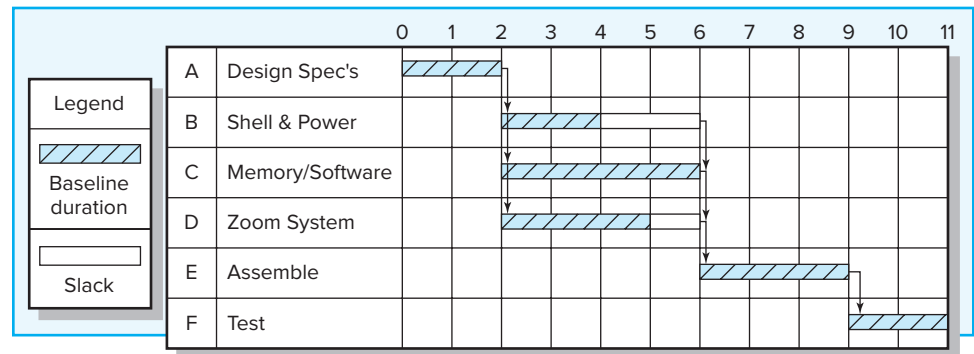 0 1 2 3 4 5 6 7 8 9 10 11
Legend
Baseline
duration
Slack
A Design Spec's
B Shell & Power
C Memory/Software
D Zoom System
E Assemble
F Test